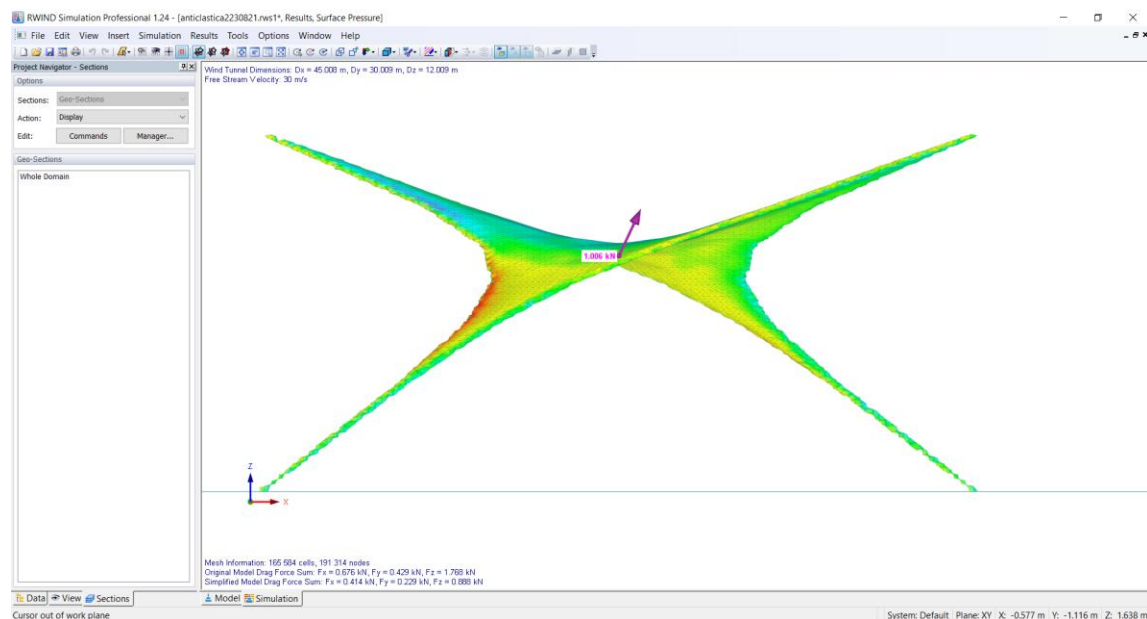 RWIND Simulation Professional 1.24 - [anticlastica2230821.rws1*, Results, Surface Pressure]
File Edit View Insert Simulation Results Tools Options Window Help
Project Navigator - Sections
Options
Sections: Geo-Sections
Action: Display
Edit: Commands Manager...
Geo-Sections
Whole Domain
Wind Tunnel Dimensions: Dx = 45.008 m, Dy = 30.009 m, Dz = 12.009 m
Free Stream Velocity: 30 m/s
1.006 kN
Z
X
Mesh Information: 165 584 cells, 191 314 nodes
Original Model Drag Force Sum: Fx = 0.676 kN, Fy = 0.429 kN, Fz = 1.768 kN
Simplified Model Drag Force Sum: Fx = 0.414 kN, Fy = 0.229 kN, Fz = 0.888 kN
Data View Sections
Model Simulation
Cursor out of work plane
System: Default Plane: XY X: -0.577 m Y: -1.116 m Z: 1.638 m